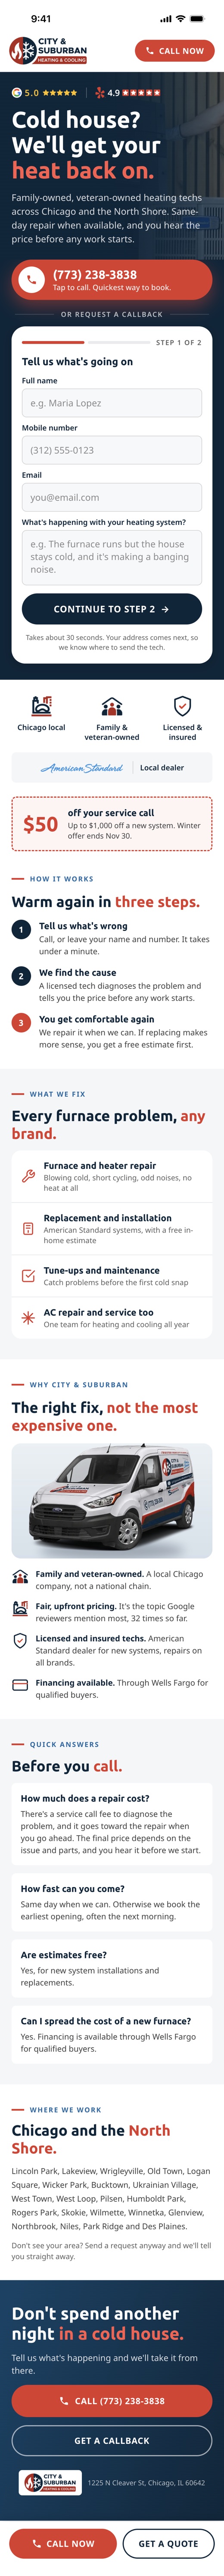 9:41
CITY &
SUBURBAN
HEATING & COOLING
CALL NOW
5.0
4.9
Cold house?
We'll get your
heat back on.
Family-owned, veteran-owned heating techs
across Chicago and the North Shore. Same-
day repair when available, and you hear the
price before any work starts.
(773) 238-3838
Tap to call. Quickest way to book.
OR REQUEST A CALLBACK
STEP 1 OF 2
Tell us what's going on
Full name
e.g. Maria Lopez
Mobile number
(312) 555-0123
Email
you@email.com
What's happening with your heating system?
e.g. The furnace runs but the house
stays cold, and it's making a banging
noise.
CONTINUE TO STEP 2 →
Takes about 30 seconds. Your address comes next, so
we know where to send the tech.
Chicago local
Family &
veteran-owned
Licensed &
insured
American Standard
Local dealer
$50
off your service call
Up to $1,000 off a new system. Winter
offer ends Nov 30.
HOW IT WORKS
Warm again in three steps.
1
Tell us what's wrong
Call, or leave your name and number. It takes
under a minute.
2
We find the cause
A licensed tech diagnoses the problem and
tells you the price before any work starts.
3
You get comfortable again
We repair it when we can. If replacing makes
more sense, you get a free estimate first.
WHAT WE FIX
Every furnace problem, any
brand.
Furnace and heater repair
Blowing cold, short cycling, odd noises, no
heat at all
Replacement and installation
American Standard systems, with a free in-
home estimate
Tune-ups and maintenance
Catch problems before the first cold snap
AC repair and service too
One team for heating and cooling all year
WHY CITY & SUBURBAN
The right fix, not the most
expensive one.
Family and veteran-owned. A local Chicago
company, not a national chain.
Fair, upfront pricing. It's the topic Google
reviewers mention most, 32 times so far.
Licensed and insured techs. American
Standard dealer for new systems, repairs on
all brands.
Financing available. Through Wells Fargo for
qualified buyers.
QUICK ANSWERS
Before you call.
How much does a repair cost?
There's a service call fee to diagnose the
problem, and it goes toward the repair when
you go ahead. The final price depends on the
issue and parts, and you hear it before we start.
How fast can you come?
Same day when we can. Otherwise we book the
earliest opening, often the next morning.
Are estimates free?
Yes, for new system installations and
replacements.
Can I spread the cost of a new furnace?
Yes. Financing is available through Wells Fargo
for qualified buyers.
WHERE WE WORK
Chicago and the North
Shore.
Lincoln Park, Lakeview, Wrigleyville, Old Town, Logan
Square, Wicker Park, Bucktown, Ukrainian Village,
West Town, West Loop, Pilsen, Humboldt Park,
Rogers Park, Skokie, Wilmette, Winnetka, Glenview,
Northbrook, Niles, Park Ridge and Des Plaines.
Don't see your area? Send a request anyway and we'll tell
you straight away.
Don't spend another
night in a cold house.
Tell us what's happening and we'll take it from
there.
CALL (773) 238-3838
GET A CALLBACK
CITY &
SUBURBAN
HEATING & COOLING
1225 N Cleaver St, Chicago, IL 60642
CALL NOW
GET A QUOTE